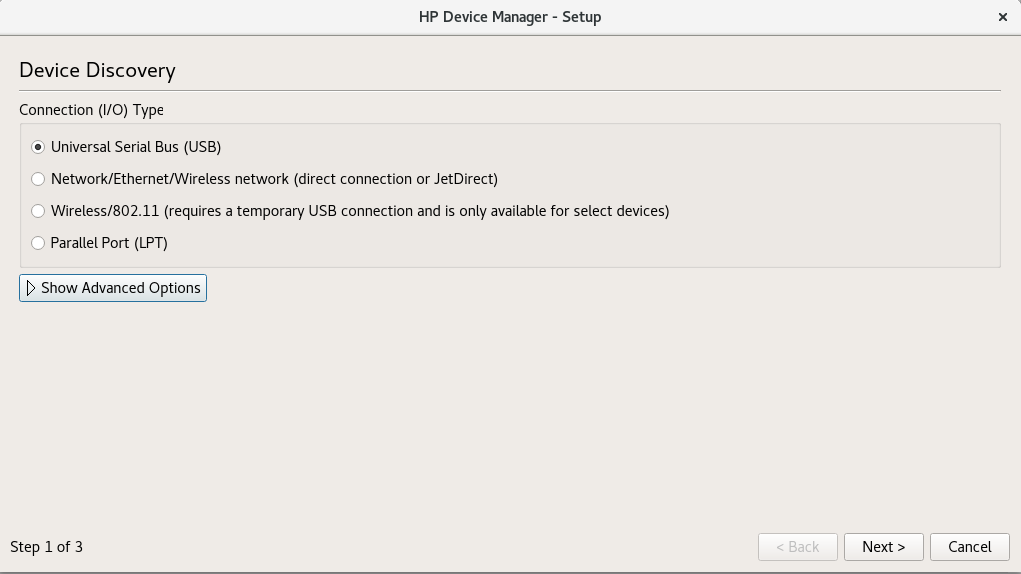 HP Device Manager - Setup
Device Discovery
Connection (I/O) Type
Universal Serial Bus (USB)
Network/Ethernet/Wireless network (direct connection or JetDirect)
Wireless/802.11 (requires a temporary USB connection and is only available for select devices)
Parallel Port (LPT)
Show Advanced Options
Step 1 of 3 < Back Next > Cancel